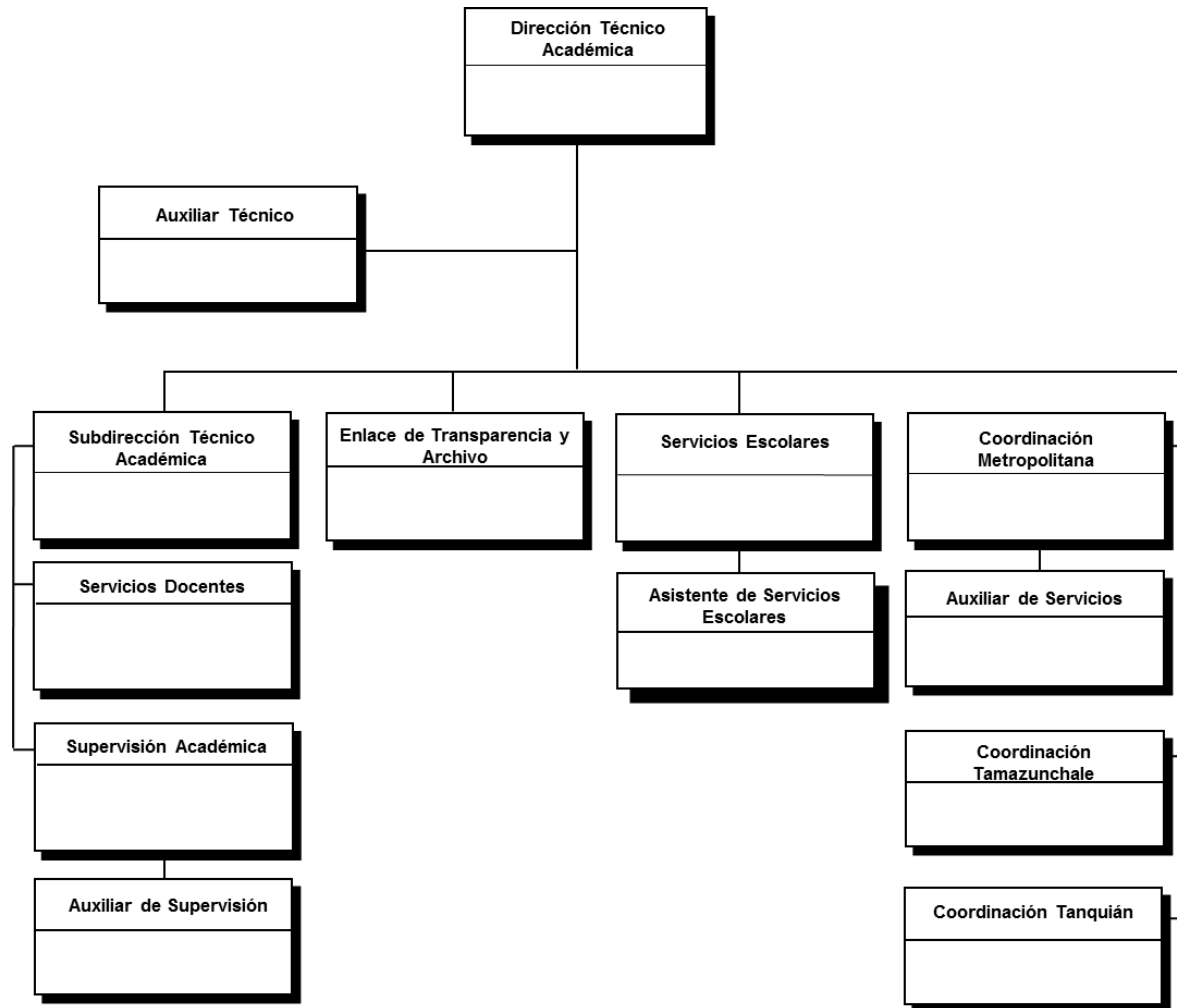 Dirección Técnico
Académica
Auxiliar Técnico
Subdirección Técnico
Académica
Enlace de Transparencia y
Archivo
Servicios Escolares
Coordinación
Metropolitana
Servicios Docentes
Asistente de Servicios
Escolares
Auxiliar de Servicios
Supervisión Académica
Coordinación
Tamazunchale
Auxiliar de Supervisión
Coordinación Tanquián